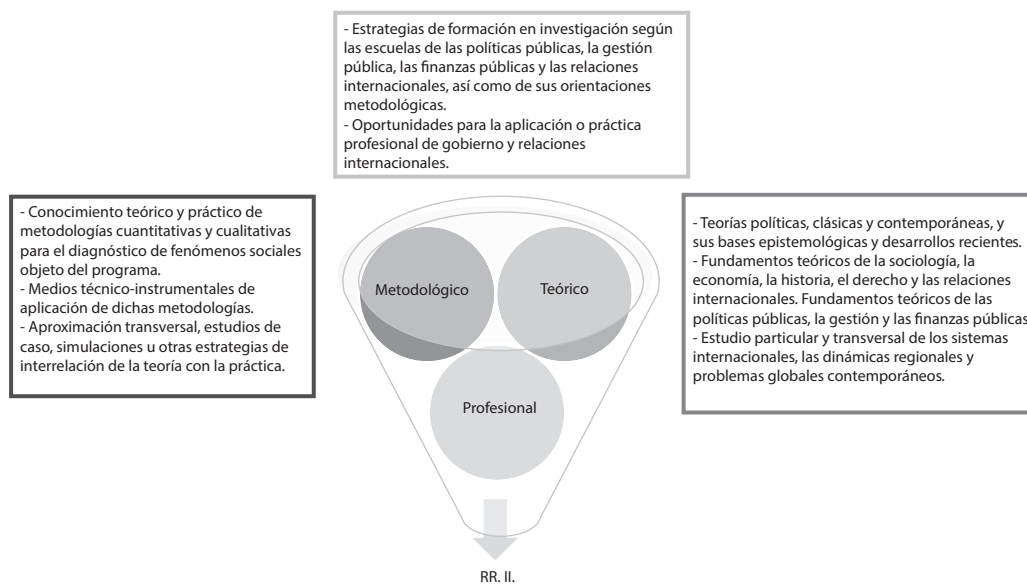 - Estrategias de formación en investigación según
las escuelas de las políticas públicas, la gestión
pública, las finanzas públicas y las relaciones
internacionales, así como de sus orientaciones
metodológicas.
- Oportunidades para la aplicación o práctica
profesional de gobierno y relaciones
internacionales.
- Conocimiento teórico y práctico de
metodologías cuantitativas y cualitativas
para el diagnóstico de fenómenos sociales
objeto del programa.
- Medios técnico-instrumentales de
aplicación de dichas metodologías.
- Aproximación transversal, estudios de
caso, simulaciones u otras estrategias de
interrelación de la teoría con la práctica.
Metodológico
Teórico
Profesional
- Teorías políticas, clásicas y contemporáneas, y
sus bases epistemológicas y desarrollos recientes.
- Fundamentos teóricos de la sociología, la
economía, la historia, el derecho y las relaciones
internacionales. Fundamentos teóricos de las
políticas públicas, la gestión y las finanzas públicas
- Estudio particular y transversal de los sistemas
internacionales, las dinámicas regionales y
problemas globales contemporáneos.
RR. II.